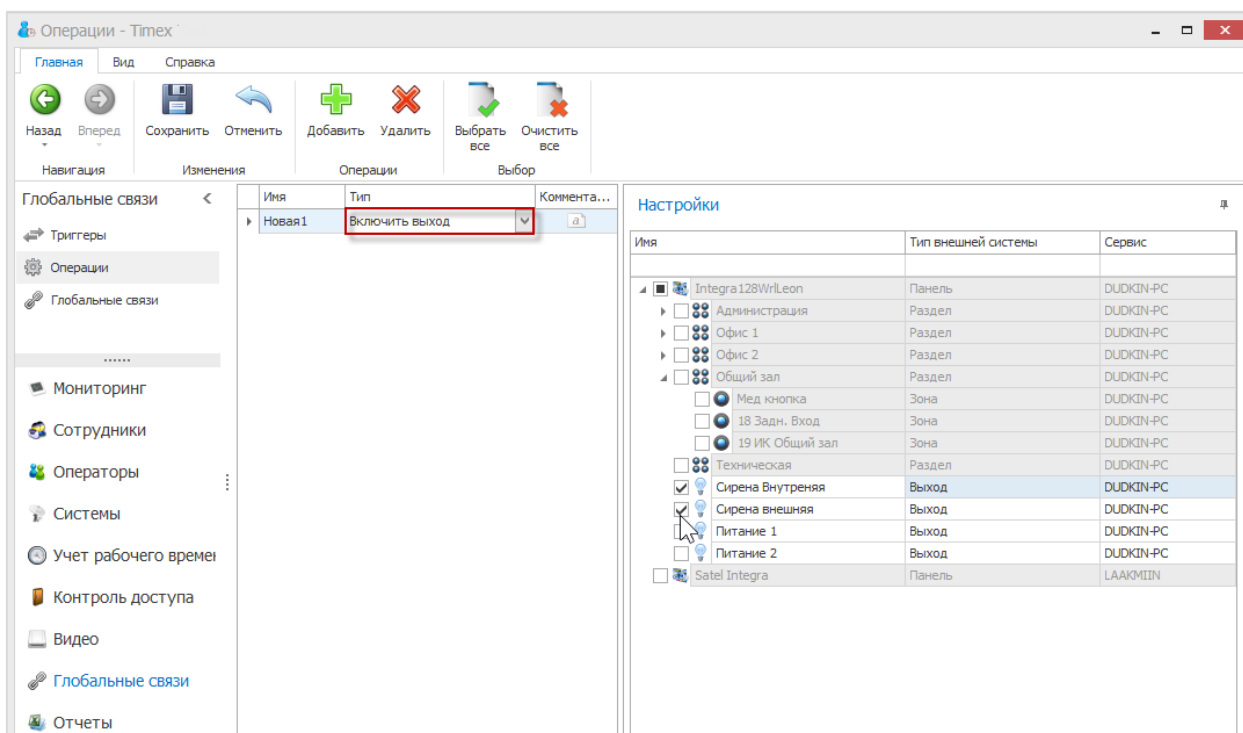 Операции - Timex
Главная Вид Справка
Назад Вперед Сохранить Отменить Добавить Удалить Выбрать все Очистить все
Навигация Изменения Операции Выбор
Глобальные связи
Триггеры
Операции
Глобальные связи
Мониторинг
Сотрудники
Операторы
Системы
Учет рабочего времен
Контроль доступа
Видео
Глобальные связи
Отчеты
Имя Тип Коммента...
Новая1 Включить выход a
Настройки
Имя Тип внешней системы Сервис
Integra128WrlLeon Панель DUDKIN-PC
Администрация Раздел DUDKIN-PC
Офис 1 Раздел DUDKIN-PC
Офис 2 Раздел DUDKIN-PC
Общий зал Раздел DUDKIN-PC
Мед кнопка Зона DUDKIN-PC
18 Задн. Вход Зона DUDKIN-PC
19 ИК Общий зал Зона DUDKIN-PC
Техническая Раздел DUDKIN-PC
Сирена Внутреняя Выход DUDKIN-PC
Сирена внешняя Выход DUDKIN-PC
Питание 1 Выход DUDKIN-PC
Питание 2 Выход DUDKIN-PC
Satel Integra Панель LAAKMIIN